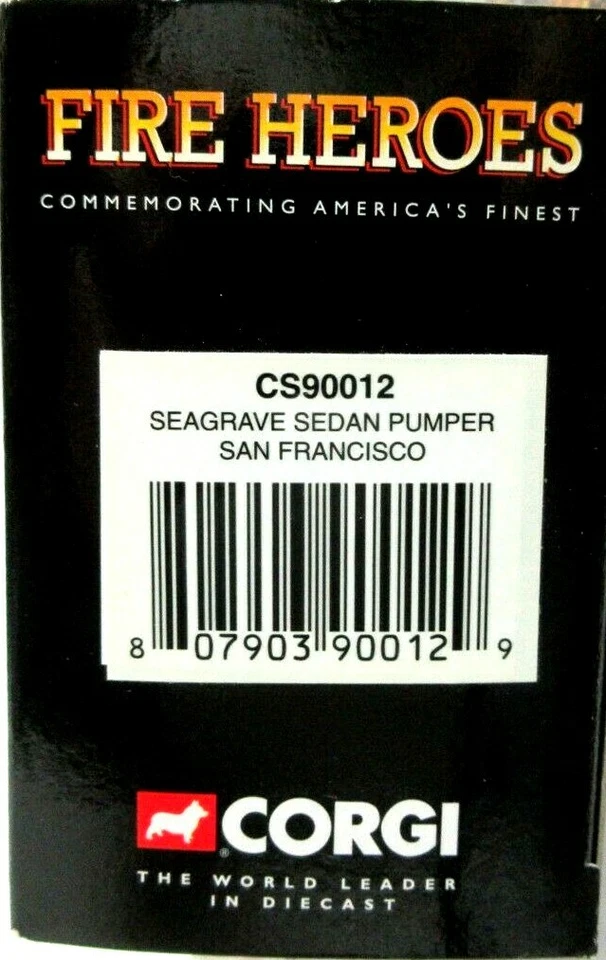 FIRE HEROES
COMMEMORATING AMERICA'S FINEST
CS90012
SEAGRAVE SEDAN PUMPER
SAN FRANCISCO
8 07903 90012 9
® CORGI
THE WORLD LEADER
IN DIECAST